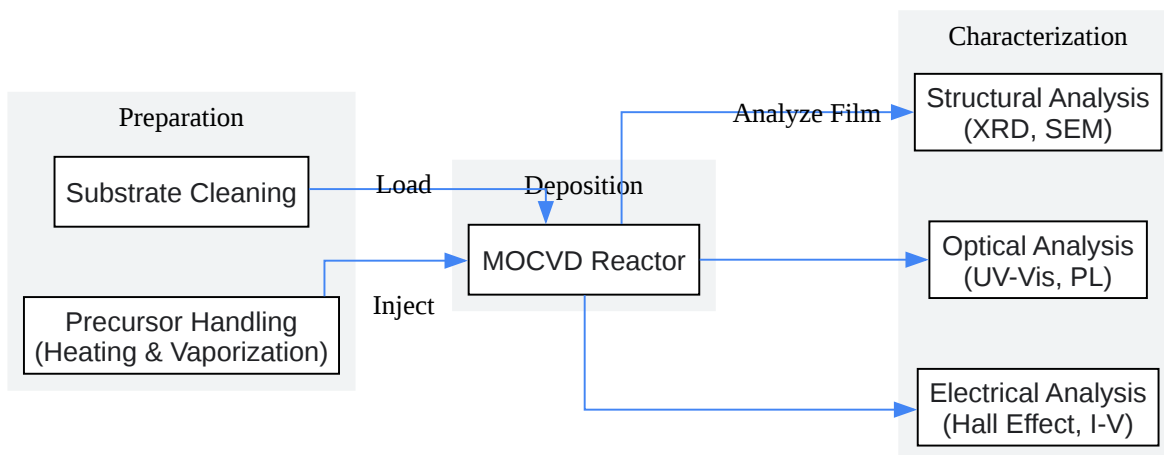 Preparation
Substrate Cleaning
Precursor Handling
(Heating & Vaporization)
Load
Inject
Deposition
MOCVD Reactor
Analyze Film
Characterization
Structural Analysis
(XRD, SEM)
Optical Analysis
(UV-Vis, PL)
Electrical Analysis
(Hall Effect, I-V)